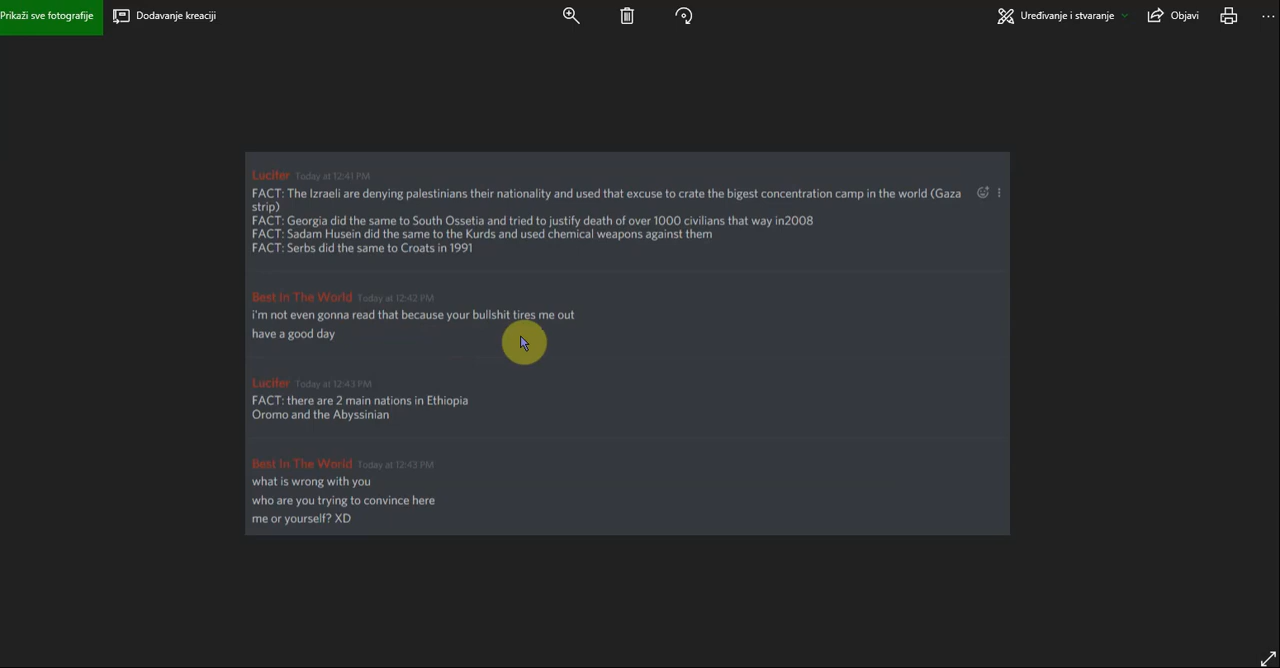 Prikaži sve fotografije
Dodavanje kreaciji
Uređivanje i stvaranje
Objavi
Lucifer Today at 12:41 PM
FACT: The Izraeli are denying palestinians their nationality and used that excuse to crate the bigest concentration camp in the world (Gaza
strip)
FACT: Georgia did the same to South Ossetia and tried to justify death of over 1000 civilians that way in2008
FACT: Sadam Husein did the same to the Kurds and used chemical weapons against them
FACT: Serbs did the same to Croats in 1991
Best In The World Today at 12:42 PM
i'm not even gonna read that because your bullshit tires me out
have a good day
Lucifer Today at 12:43 PM
FACT: there are 2 main nations in Ethiopia
Oromo and the Abyssinian
Best In The World Today at 12:43 PM
what is wrong with you
who are you trying to convince here
me or yourself? XD